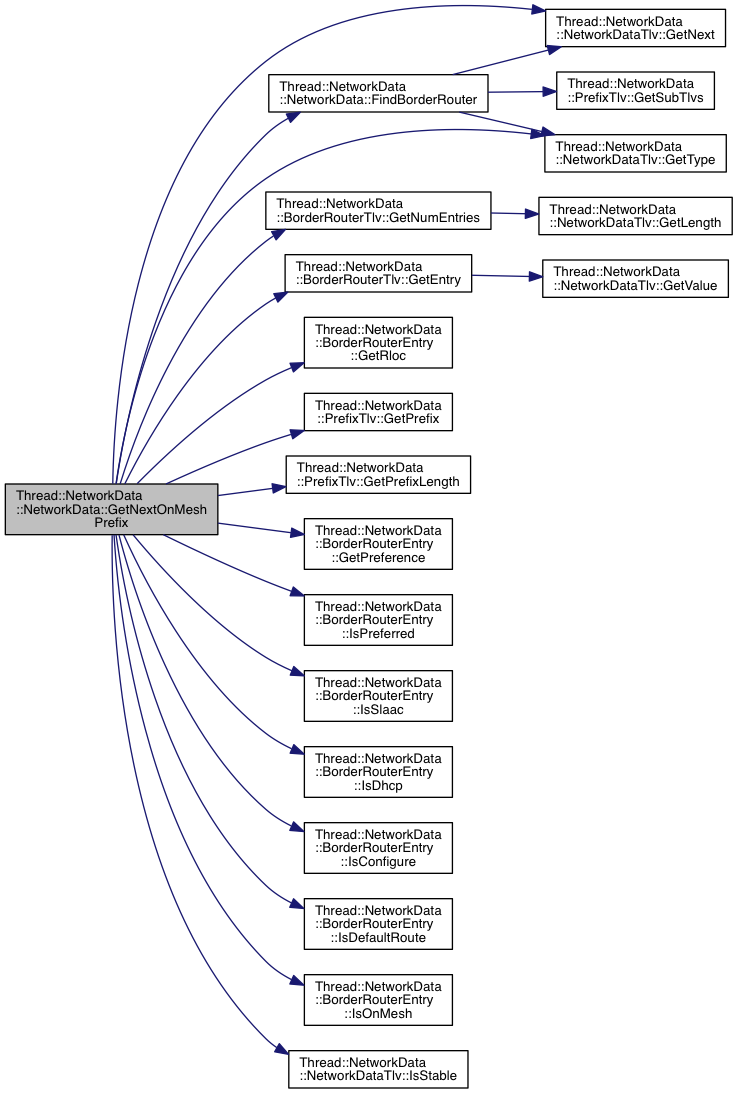 Thread::NetworkData
::NetworkDataTlv::GetNext
Thread::NetworkData
::NetworkData::FindBorderRouter
Thread::NetworkData
::PrefixTlv::GetSubTlvs
Thread::NetworkData
::NetworkDataTlv::GetType
Thread::NetworkData
::BorderRouterTlv::GetNumEntries
Thread::NetworkData
::NetworkDataTlv::GetLength
Thread::NetworkData
::BorderRouterTlv::GetEntry
Thread::NetworkData
::NetworkDataTlv::GetValue
Thread::NetworkData
::BorderRouterEntry
::GetRloc
Thread::NetworkData
::PrefixTlv::GetPrefix
Thread::NetworkData
::PrefixTlv::GetPrefixLength
Thread::NetworkData
::NetworkData::GetNextOnMesh
Prefix
Thread::NetworkData
::BorderRouterEntry
::GetPreference
Thread::NetworkData
::BorderRouterEntry
::IsPreferred
Thread::NetworkData
::BorderRouterEntry
::IsSlaac
Thread::NetworkData
::BorderRouterEntry
::IsDhcp
Thread::NetworkData
::BorderRouterEntry
::IsConfigure
Thread::NetworkData
::BorderRouterEntry
::IsDefaultRoute
Thread::NetworkData
::BorderRouterEntry
::IsOnMesh
Thread::NetworkData
::NetworkDataTlv::IsStable